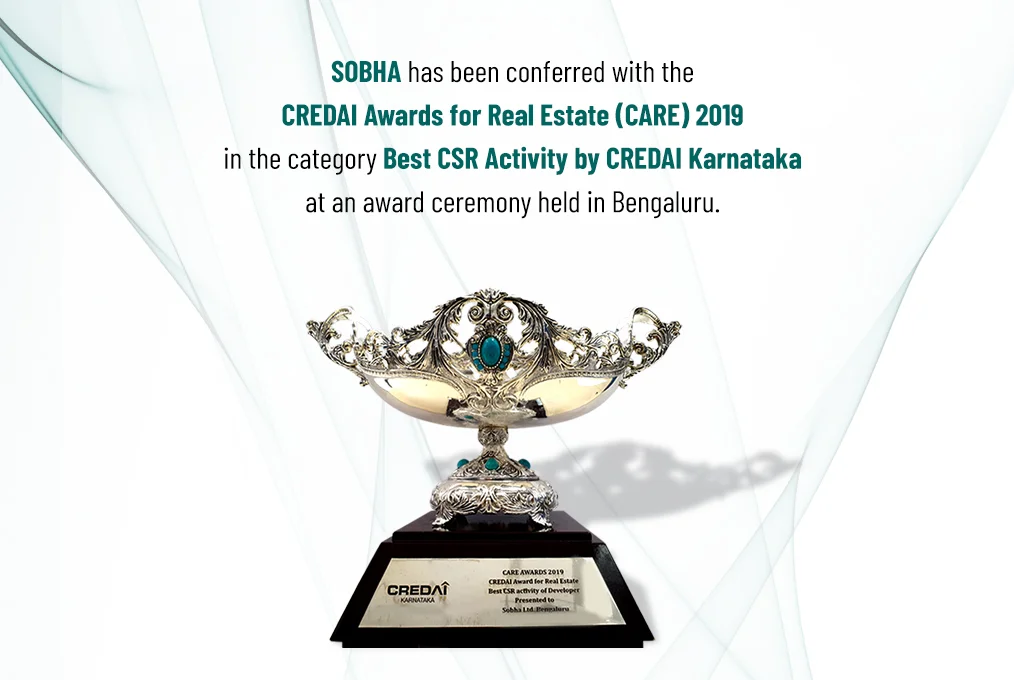 SOBHA has been conferred with the
CREDAI Awards for Real Estate (CARE) 2019
in the category Best CSR Activity by CREDAI Karnataka
at an award ceremony held in Bengaluru.
CREDAI
KARNATAKA
CARE AWARDS 2019
CREDAI Award for Real Estate
Best CSR activity of Developer
Presented to
Sobha Ltd. Bengaluru